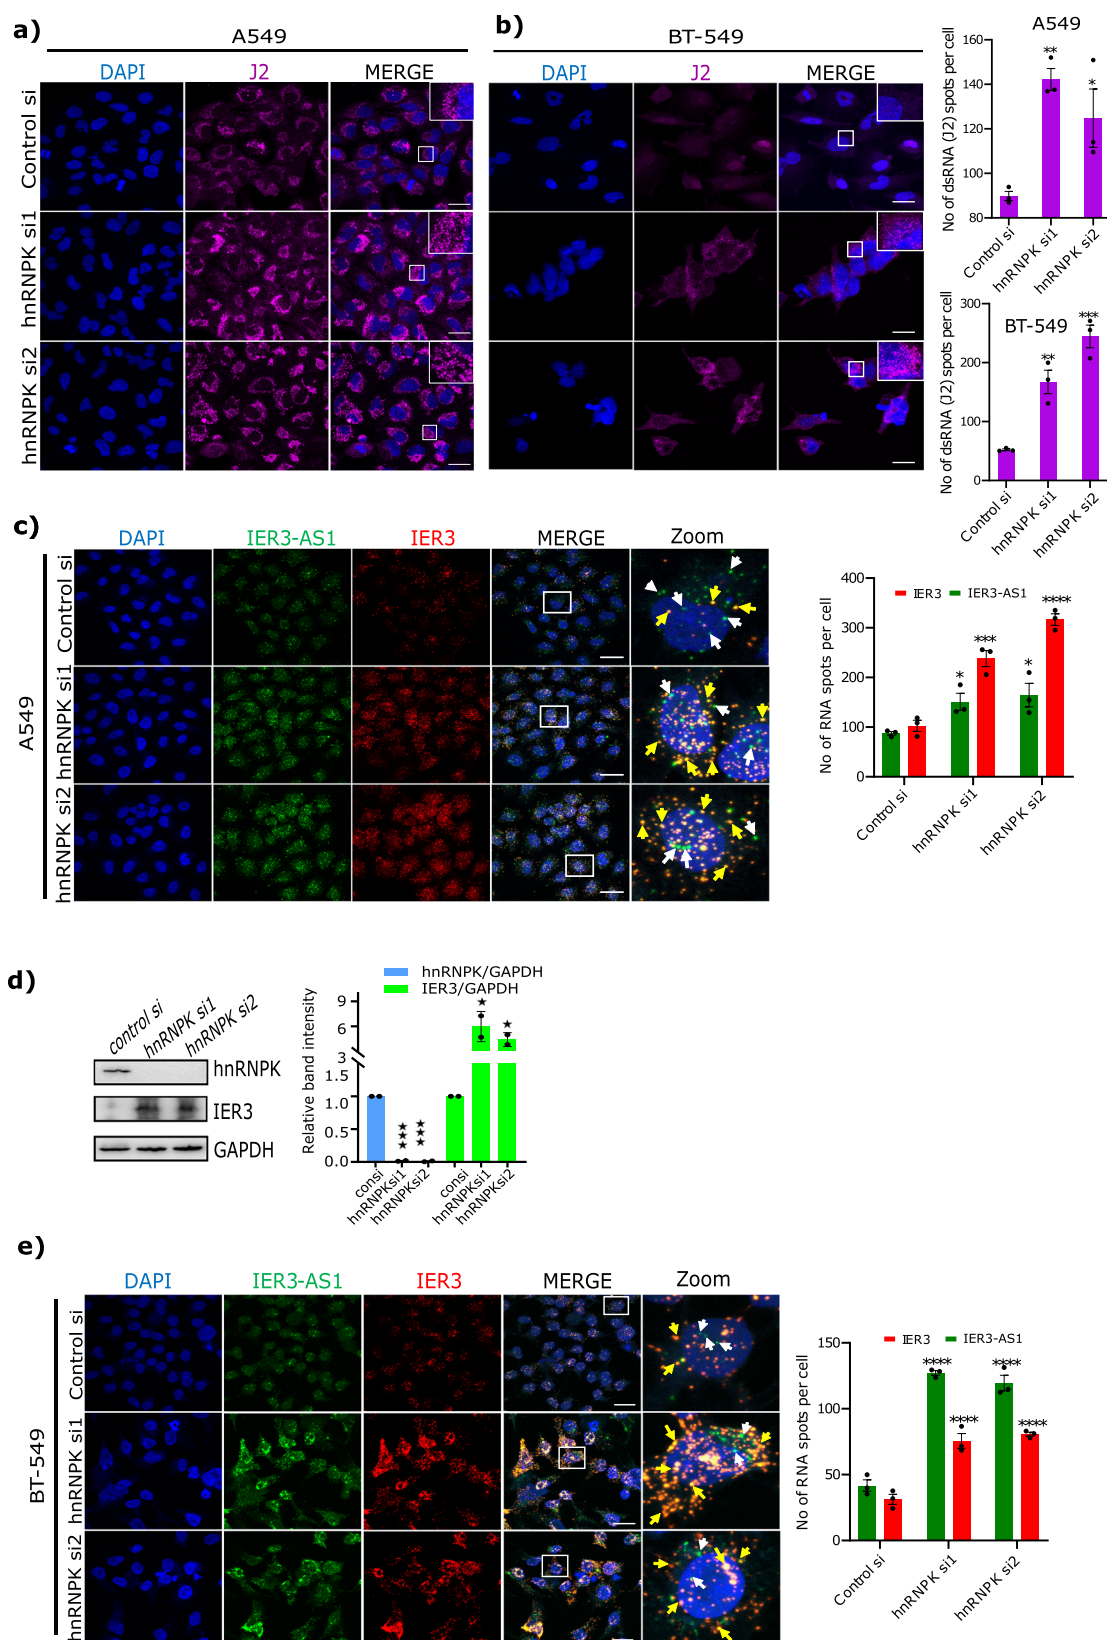 a)
A549
DAPI
J2
MERGE
Control si
hnRNPK si1
hnRNPK si2
b)
BT-549
DAPI
J2
MERGE
A549
No of dsRNA (J2) spots per cell
160
140
120
100
80
**
*
Control si
hnRNPK si1
hnRNPK si2
BT-549
No of dsRNA (J2) spots per cell
300
200
100
0
**
***
Control si
hnRNPK si1
hnRNPK si2
c)
A549
DAPI
IER3-AS1
IER3
MERGE
Zoom
Control si
hnRNPK si1
hnRNPK si2
IER3
IER3-AS1
No of RNA spots per cell
400
300
200
100
0
*
***
*
****
Control si
hnRNPK si1
hnRNPK si2
d)
control si
hnRNPK si1
hnRNPK si2
hnRNPK
IER3
GAPDH
hnRNPK/GAPDH
IER3/GAPDH
Relative band intensity
9
6
3
1.5
1.0
0.5
0.0
★★★
★★★
★
★
consi
hnRNPKsi1
hnRNPKsi2
consi
hnRNPKsi1
hnRNPKsi2
e)
BT-549
DAPI
IER3-AS1
IER3
MERGE
Zoom
Control si
hnRNPK si1
hnRNPK si2
IER3
IER3-AS1
No of RNA spots per cell
150
100
50
0
****
****
****
****
Control si
hnRNPK si1
hnRNPK si2